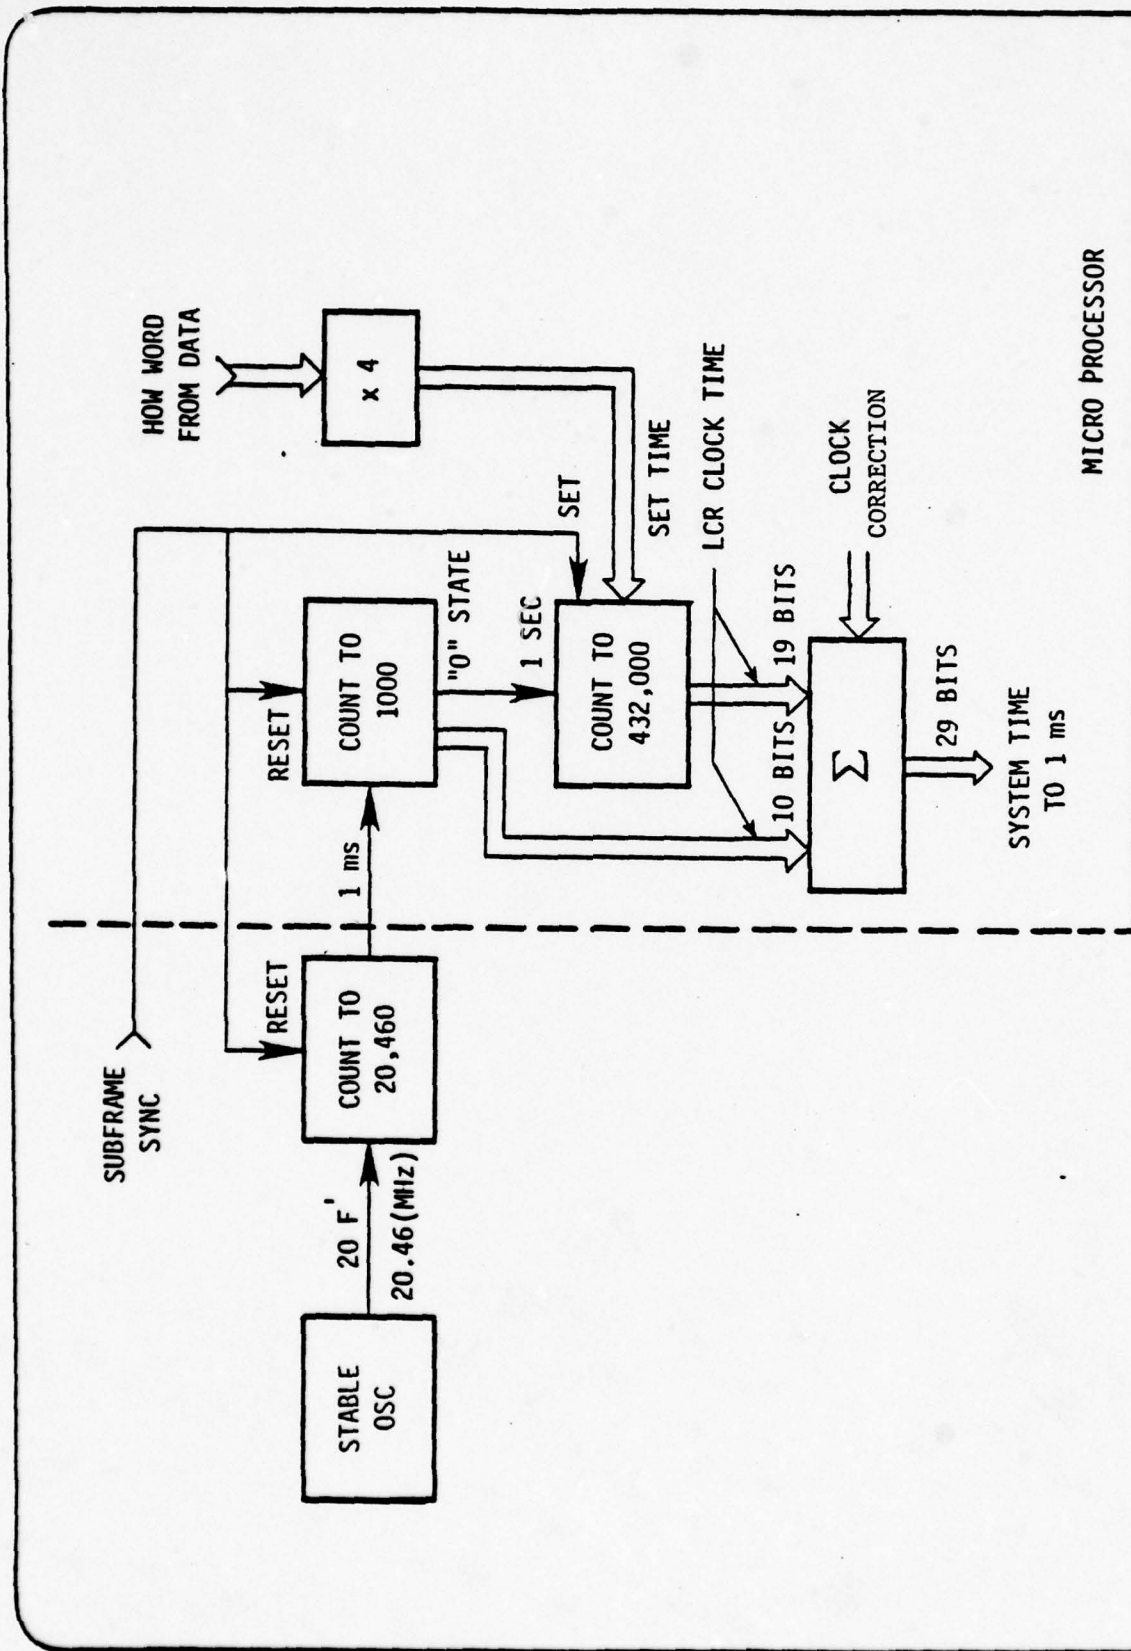 SUBFRAME
SYNC
HOW WORD
FROM DATA
x 4
STABLE
OSC
20 F'
20.46(MHz)
RESET
COUNT TO
20,460
1 ms
RESET
COUNT TO
1000
"0" STATE
1 SEC
SET
COUNT TO
432,000
SET TIME
LCR CLOCK TIME
10 BITS
19 BITS
Σ
CLOCK
CORRECTION
29 BITS
SYSTEM TIME
TO 1 ms
MICRO PROCESSOR